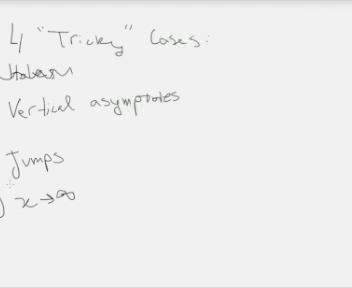 4 "Tricky" Cases:
Vertical asymptotes
Jumps
) x→∞